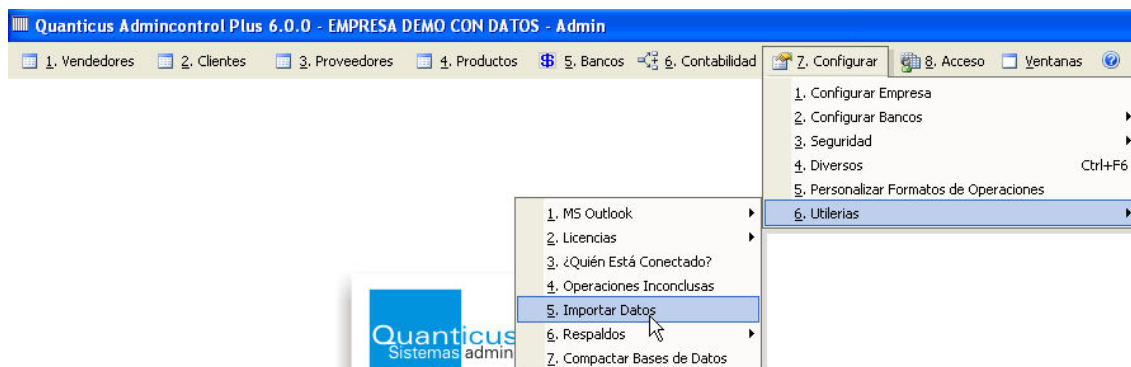 Quanticus Admincontrol Plus 6.0.0 - EMPRESA DEMO CON DATOS - Admin
1. Vendedores 2. Clientes 3. Proveedores 4. Productos 5. Bancos 6. Contabilidad 7. Configurar 8. Acceso Ventanas
1. Configurar Empresa
2. Configurar Bancos
3. Seguridad
4. Diversos Ctrl+F6
5. Personalizar Formatos de Operaciones
6. Utilerias
1. MS Outlook
2. Licencias
3. ¿Quién Está Conectado?
4. Operaciones Inconclusas
5. Importar Datos
6. Respaldos
7. Compactar Bases de Datos
Quanticus
Sistemas admin